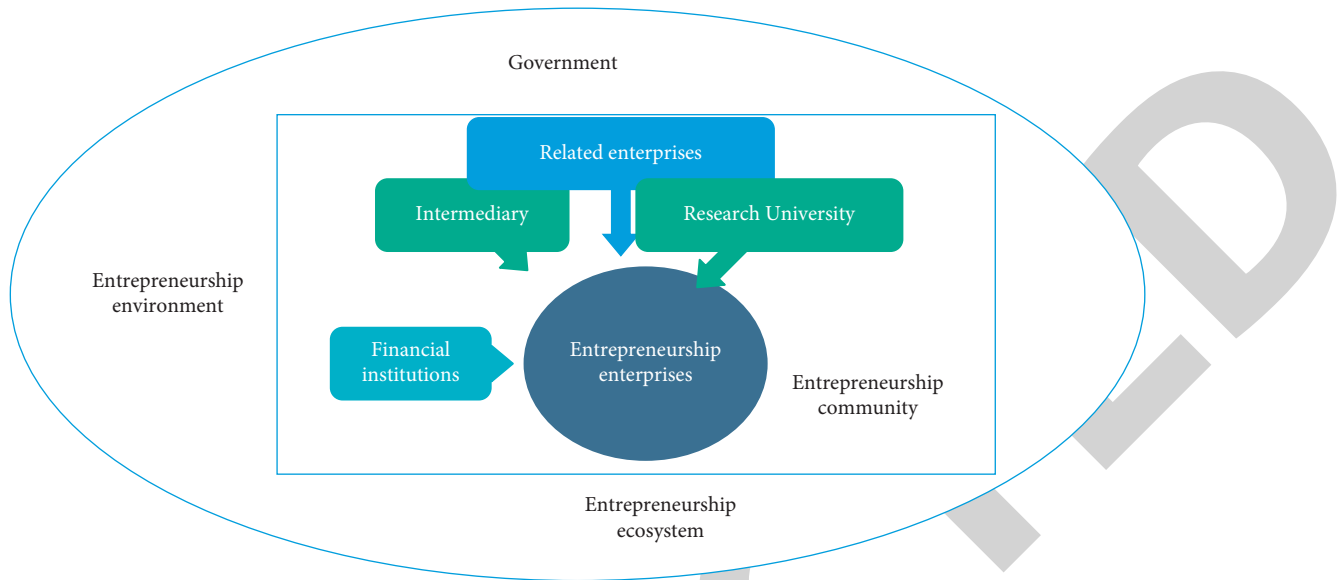 Government
Related enterprises
Intermediary
Research University
Entrepreneurship
environment
Financial
institutions
Entrepreneurship
enterprises
Entrepreneurship
community
Entrepreneurship
ecosystem